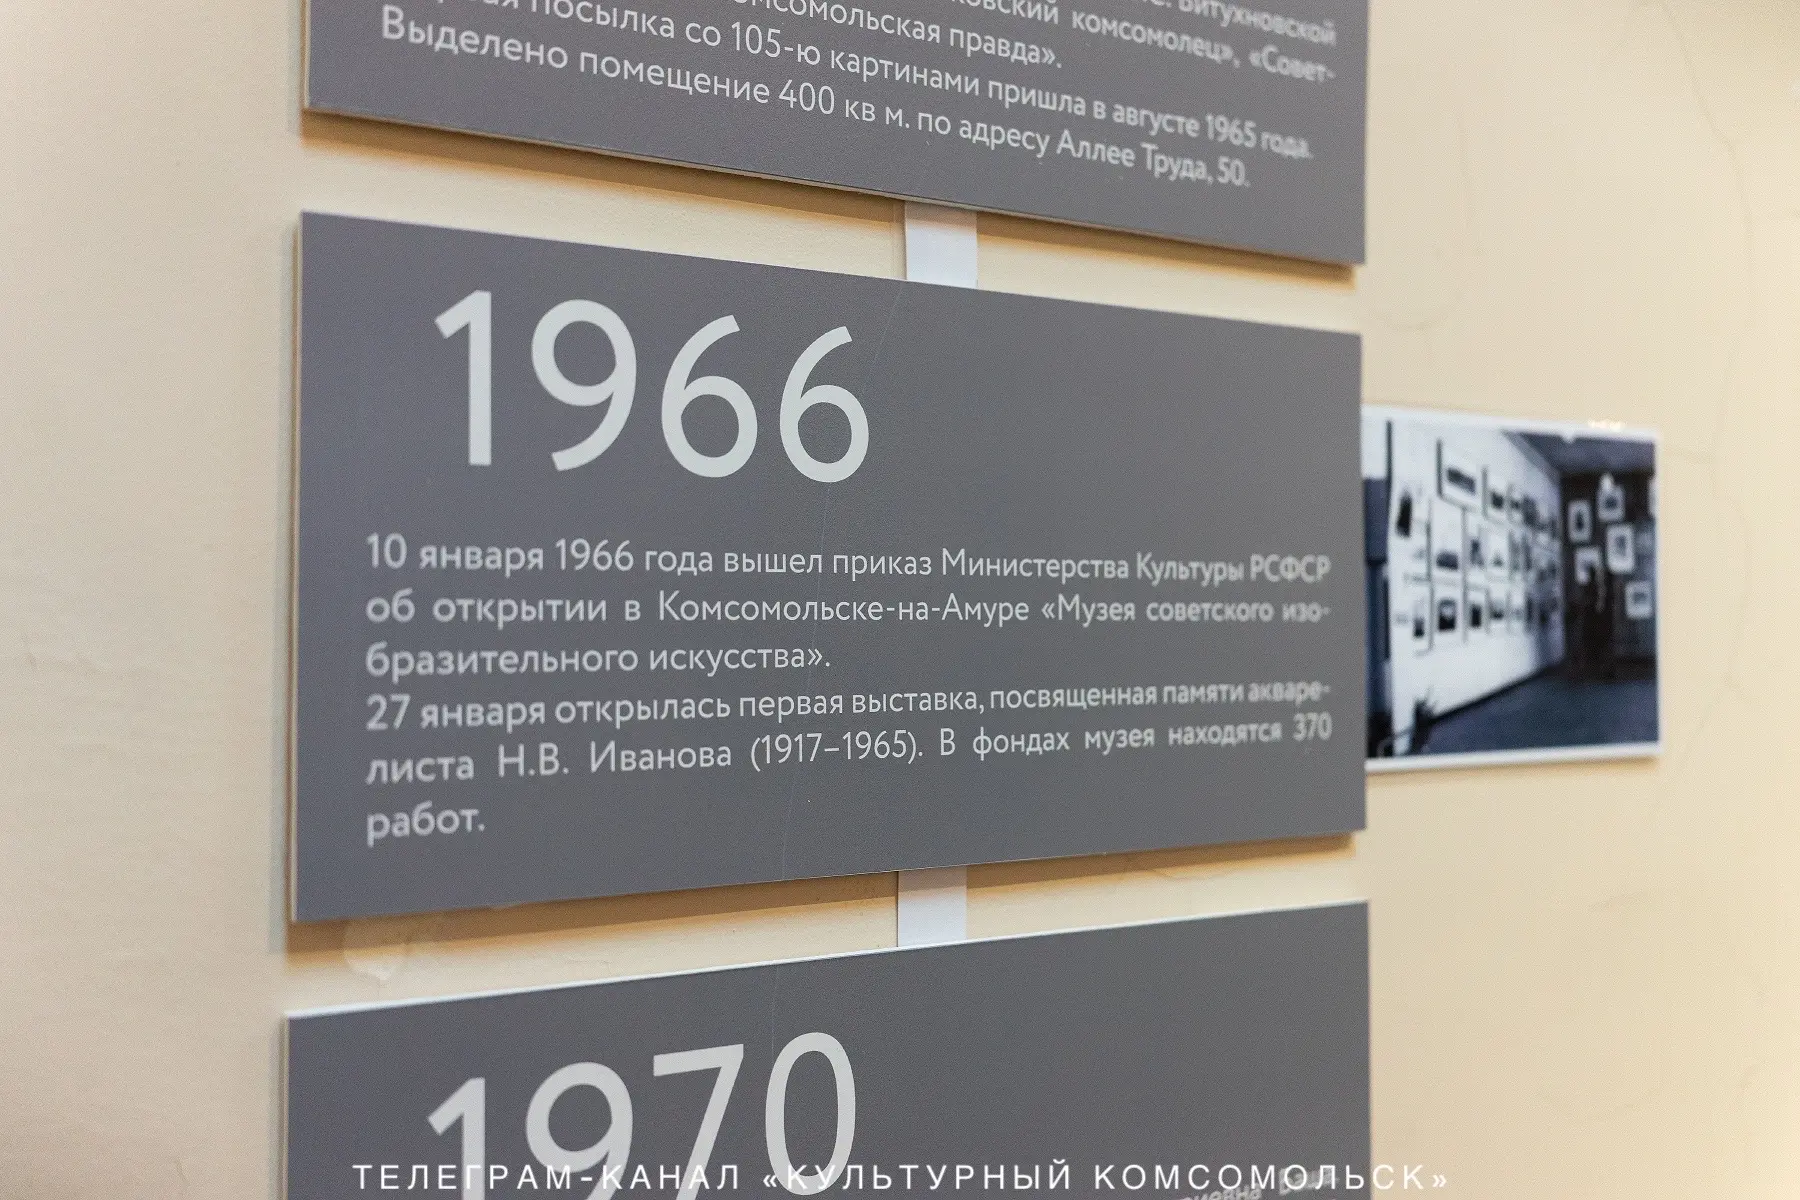 Витухновской
комсомолец», «Совет-
комсомольская правда».
посылка со 105-ю картинами пришла в августе 1965 года.
Выделено помещение 400 кв м. по адресу Аллее Труда, 50.
1966
10 января 1966 года вышел приказ Министерства Культуры РСФСР
об открытии в Комсомольске-на-Амуре «Музея советского изо-
бразительного искусства».
27 января открылась первая выставка, посвященная памяти акваре-
листа Н.В. Иванова (1917–1965). В фондах музея находятся 370
работ.
1970
ТЕЛЕГРАМ-КАНАЛ «КУЛЬТУРНЫЙ КОМСОМОЛЬСК»